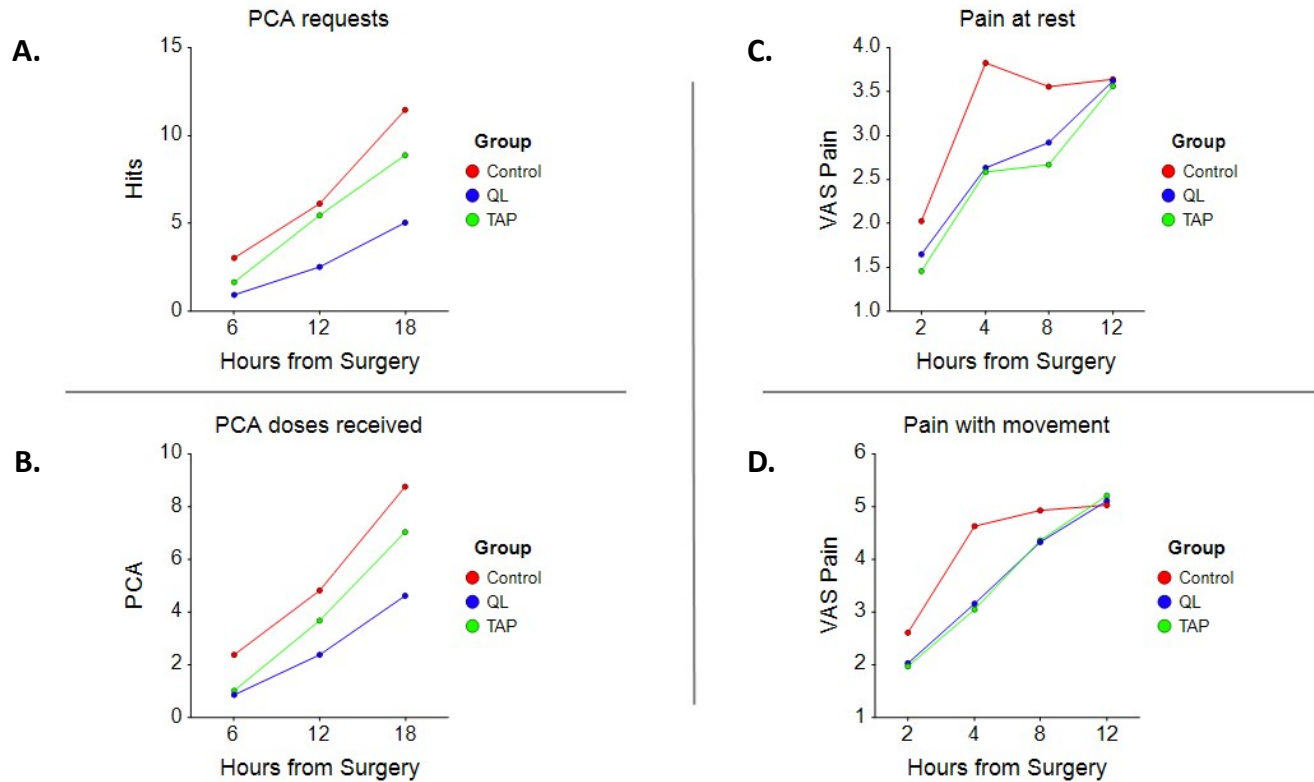 A.
PCA requests
Hits
15
10
5
0
6 12 18
Hours from Surgery
Group
Control
QL
TAP
B.
PCA doses received
PCA
10
8
6
4
2
0
6 12 18
Hours from Surgery
Group
Control
QL
TAP
C.
Pain at rest
VAS Pain
4.0
3.5
3.0
2.5
2.0
1.5
1.0
2 4 8 12
Hours from Surgery
Group
Control
QL
TAP
D.
Pain with movement
VAS Pain
6
5
4
3
2
1
2 4 8 12
Hours from Surgery
Group
Control
QL
TAP